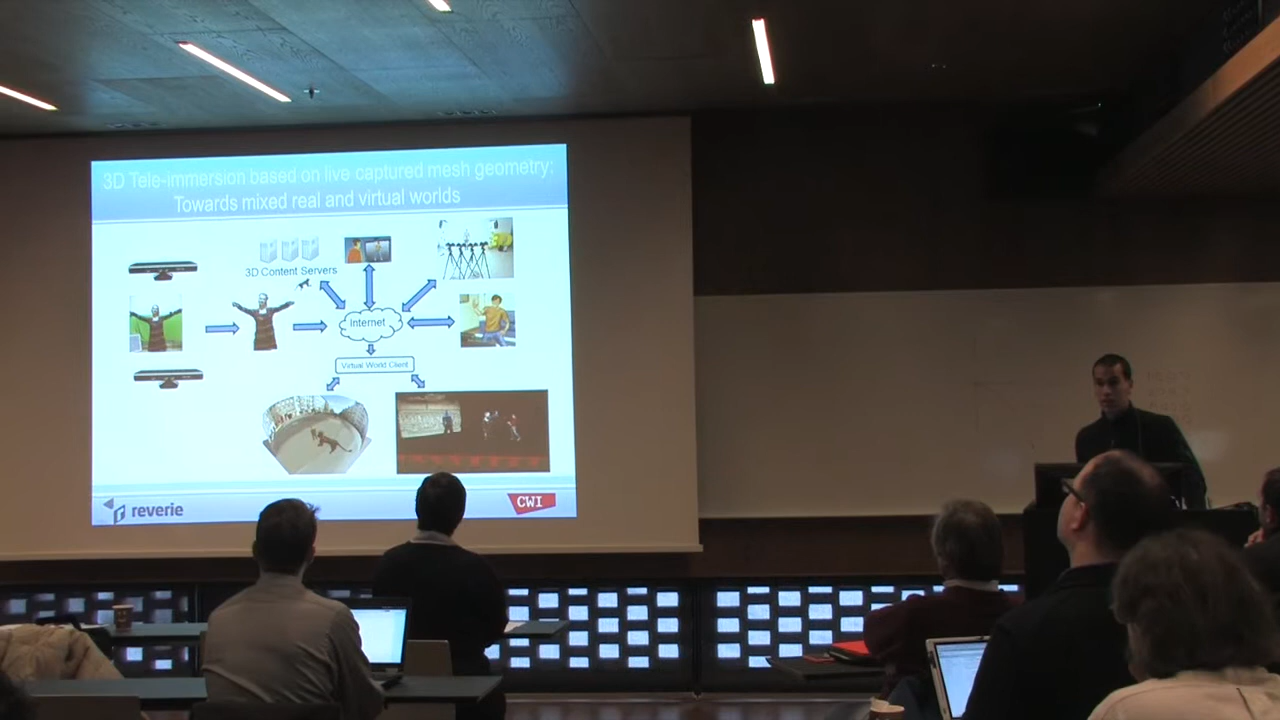 3D Tele-immersion based on live captured mesh geometry:
Towards mixed real and virtual worlds
3D Content Servers
Internet
Virtual World Client
reverie
CWI